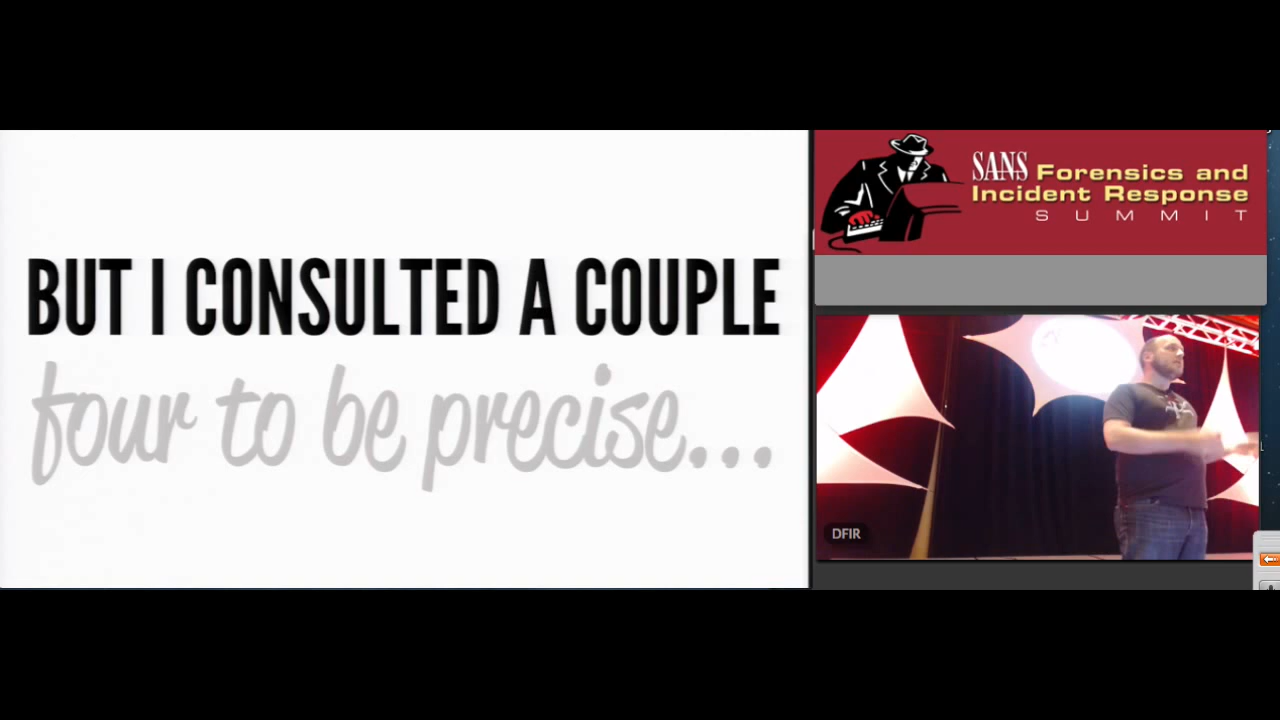 BUT I CONSULTED A COUPLE
four to be precise...
SANS Forensics and
Incident Response
SUMMIT
DFIR